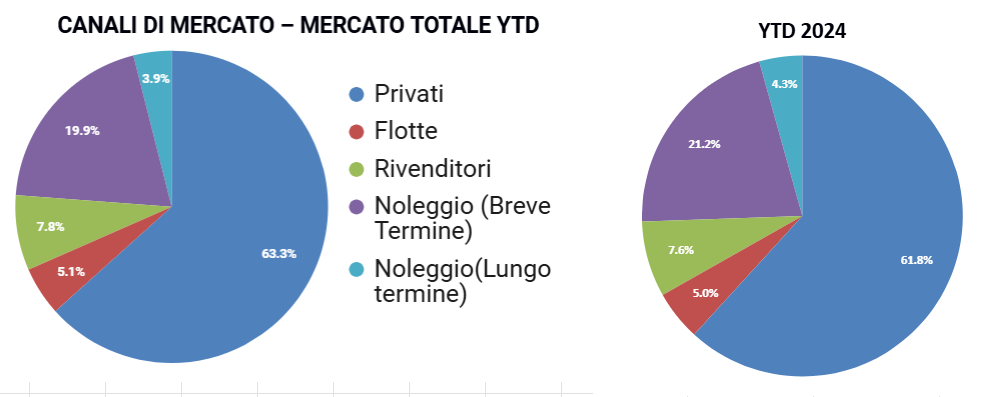 CANALI DI MERCATO – MERCATO TOTALE YTD
3.9%
19.9%
7.8%
5.1%
63.3%
Privati
Flotte
Rivenditori
Noleggio (Breve
Termine)
Noleggio(Lungo
termine)
YTD 2024
4.3%
21.2%
7.6%
5.0%
61.8%